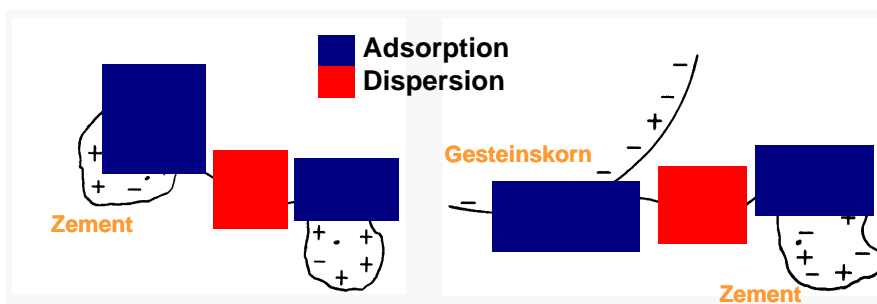 Adsorption
Dispersion
Zement
Gesteinskorn
Zement